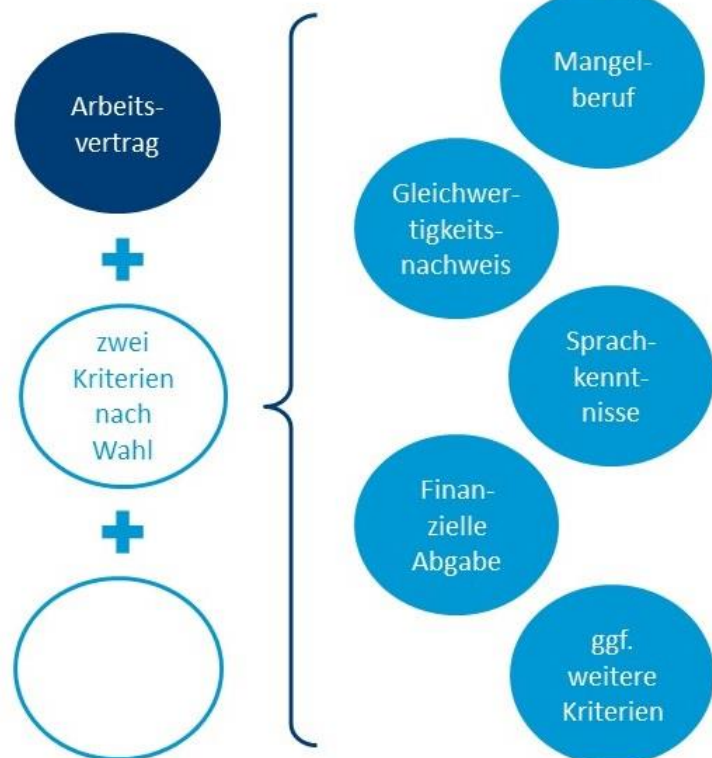 Arbeits-
vertrag
zwei
Kriterien
nach
Wahl
Mangel-
beruf
Gleichwer-
tigkeits-
nachweis
Sprach-
kennt-
nisse
Finan-
zielle
Abgabe
ggf.
weitere
Kriterien